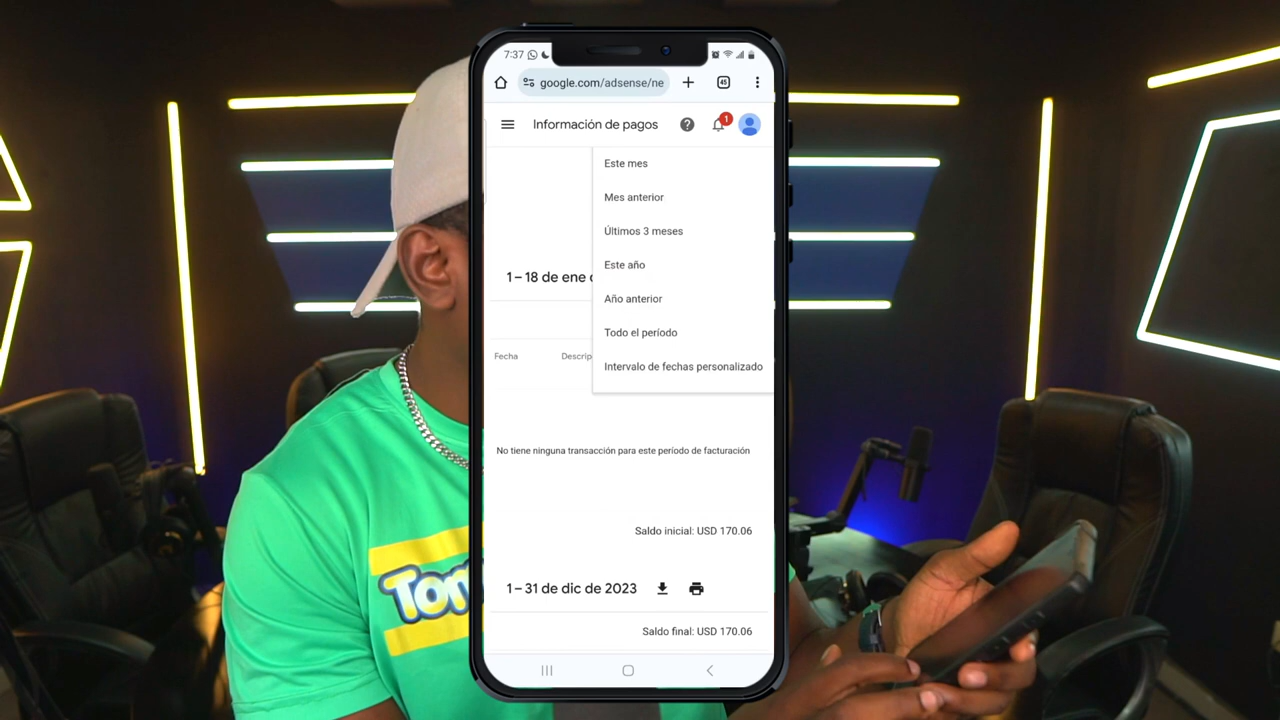 7:37
google.com/adsense/ne
45
Información de pagos
1
Este mes
Mes anterior
Últimos 3 meses
Este año
Año anterior
Todo el período
Intervalo de fechas personalizado
1 – 18 de ene
Fecha
Descrip
No tiene ninguna transacción para este período de facturación
Saldo inicial: USD 170.06
1 – 31 de dic de 2023
Saldo final: USD 170.06
Tom